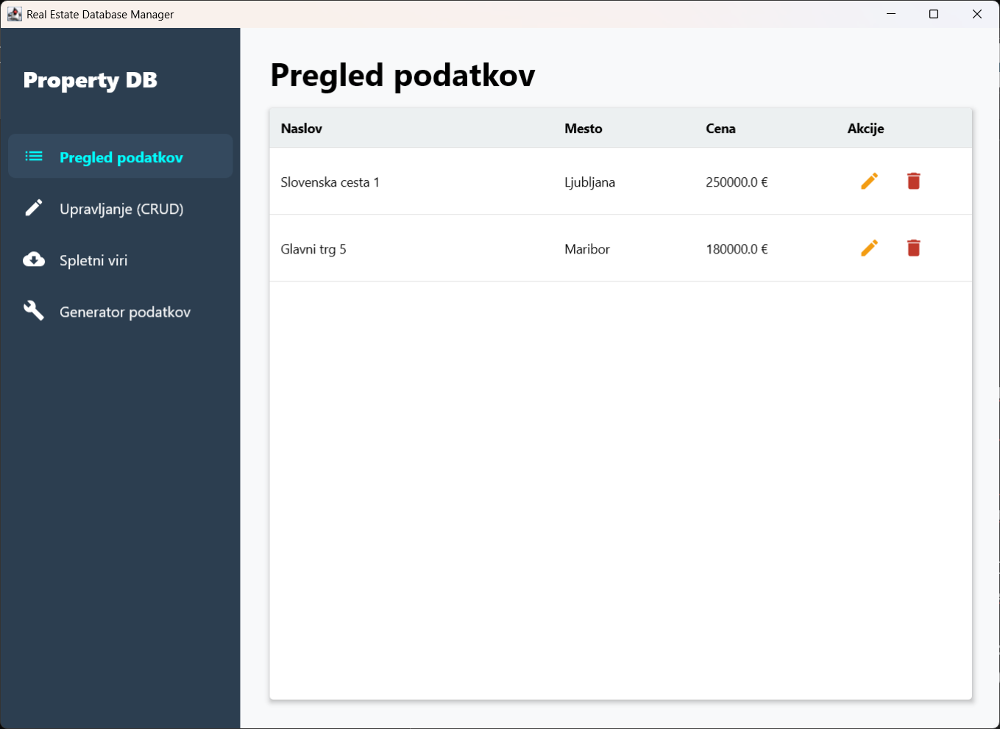 Real Estate Database Manager
Property DB
Pregled podatkov
Upravljanje (CRUD)
Spletni viri
Generator podatkov
Pregled podatkov
Naslov Mesto Cena Akcije
Slovenska cesta 1 Ljubljana 250000.0 €
Glavni trg 5 Maribor 180000.0 €